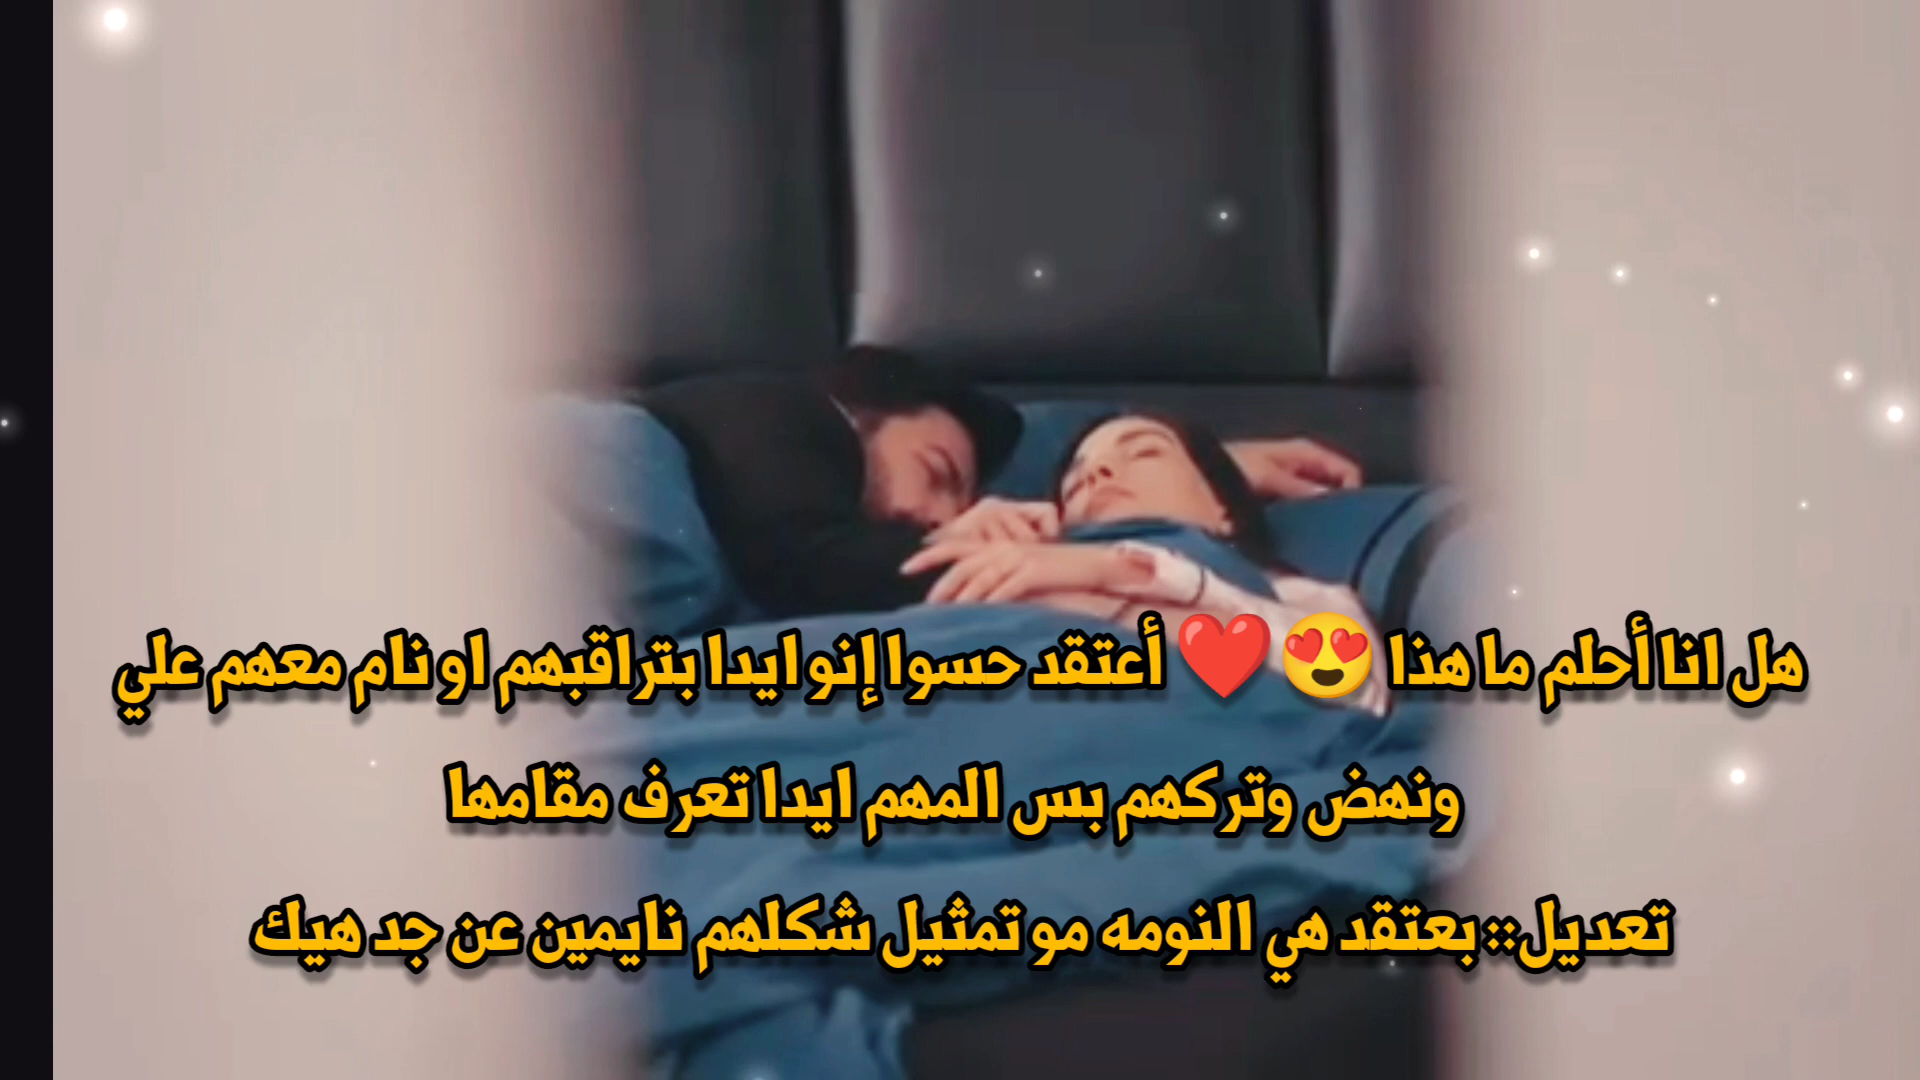 هل انا أحلم ما هذا 😍❤️ أعتقد حسوا إنو ايدا بتراقبهم او نام معهم علي
ونهض وتركهم بس المهم ايدا تعرف مقامها
تعديل:: بعتقد هي النومه مو تمثيل شكلهم نايمين عن جد هيك